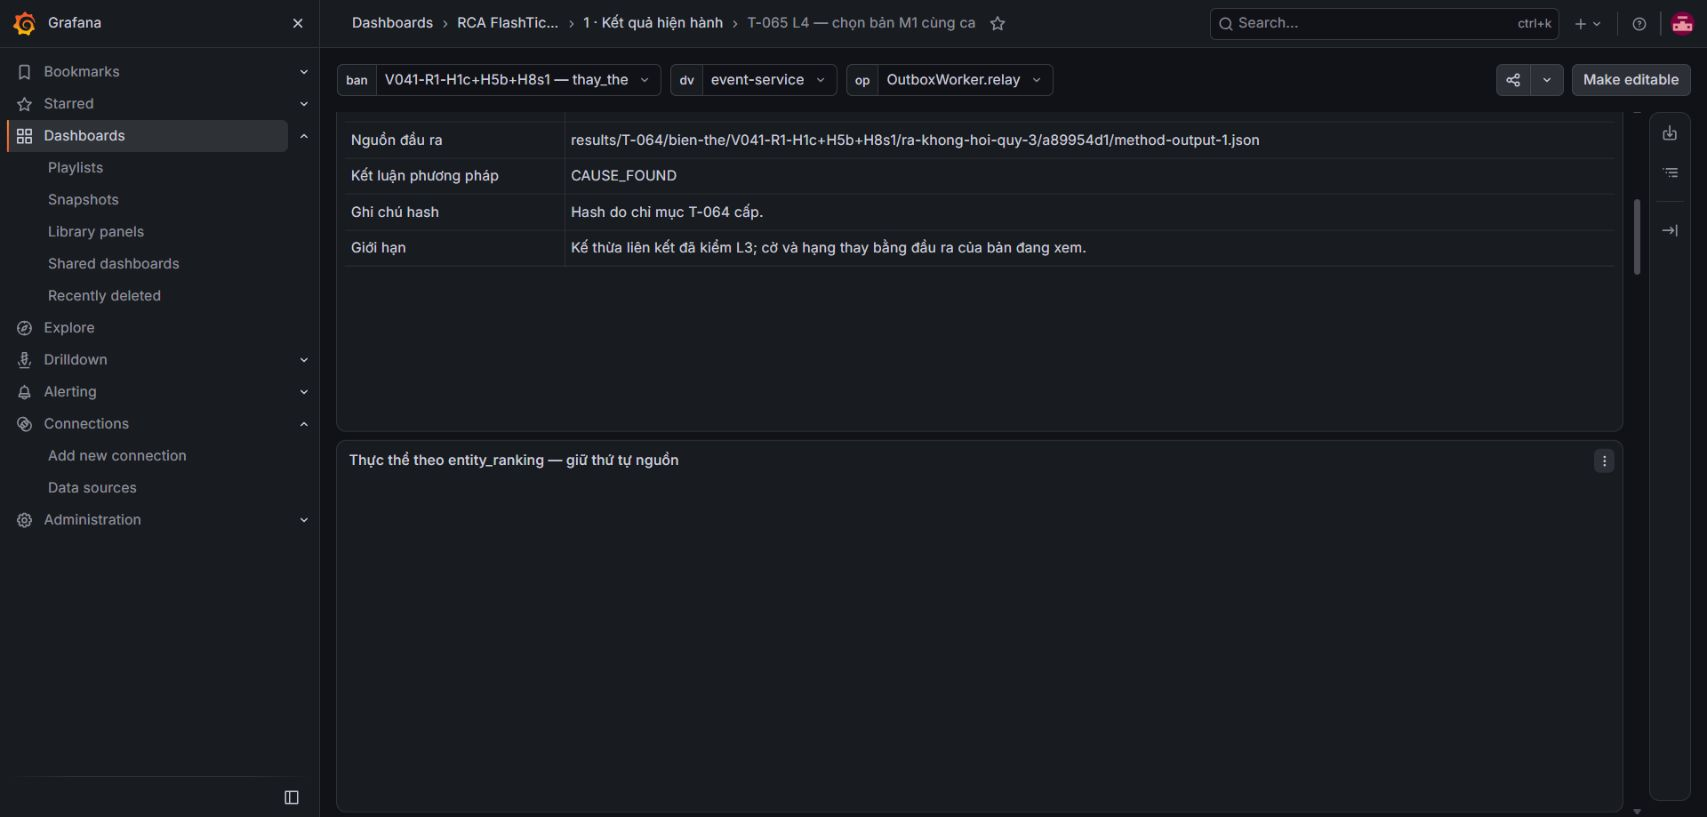 Grafana
Dashboards › RCA FlashTic... › 1 · Kết quả hiện hành › T-065 L4 — chọn bản M1 cùng ca
Search... ctrl+k
Bookmarks
Starred
Dashboards
Playlists
Snapshots
Library panels
Shared dashboards
Recently deleted
Explore
Drilldown
Alerting
Connections
Add new connection
Data sources
Administration
ban V041-R1-H1c+H5b+H8s1 — thay_the dv event-service op OutboxWorker.relay Make editable
Nguồn đầu ra results/T-064/bien-the/V041-R1-H1c+H5b+H8s1/ra-khong-hoi-quy-3/a89954d1/method-output-1.json
Kết luận phương pháp CAUSE_FOUND
Ghi chú hash Hash do chỉ mục T-064 cấp.
Giới hạn Kế thừa liên kết đã kiểm L3; cờ và hạng thay bằng đầu ra của bản đang xem.
Thực thể theo entity_ranking — giữ thứ tự nguồn